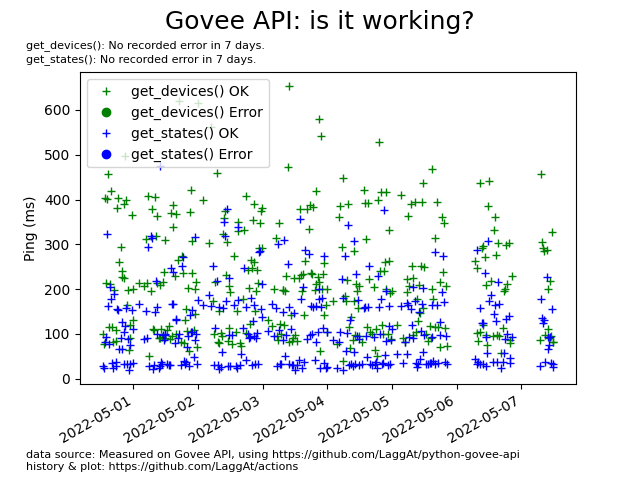 Govee API: is it working?
get_devices(): No recorded error in 7 days.
get_states(): No recorded error in 7 days.
get_devices() OK
get_devices() Error
get_states() OK
get_states() Error
Ping (ms)
600
500
400
300
200
100
0
2022-05-01
2022-05-02
2022-05-03
2022-05-04
2022-05-05
2022-05-06
2022-05-07
data source: Measured on Govee API, using https://github.com/LaggAt/python-govee-api
history & plot: https://github.com/LaggAt/actions